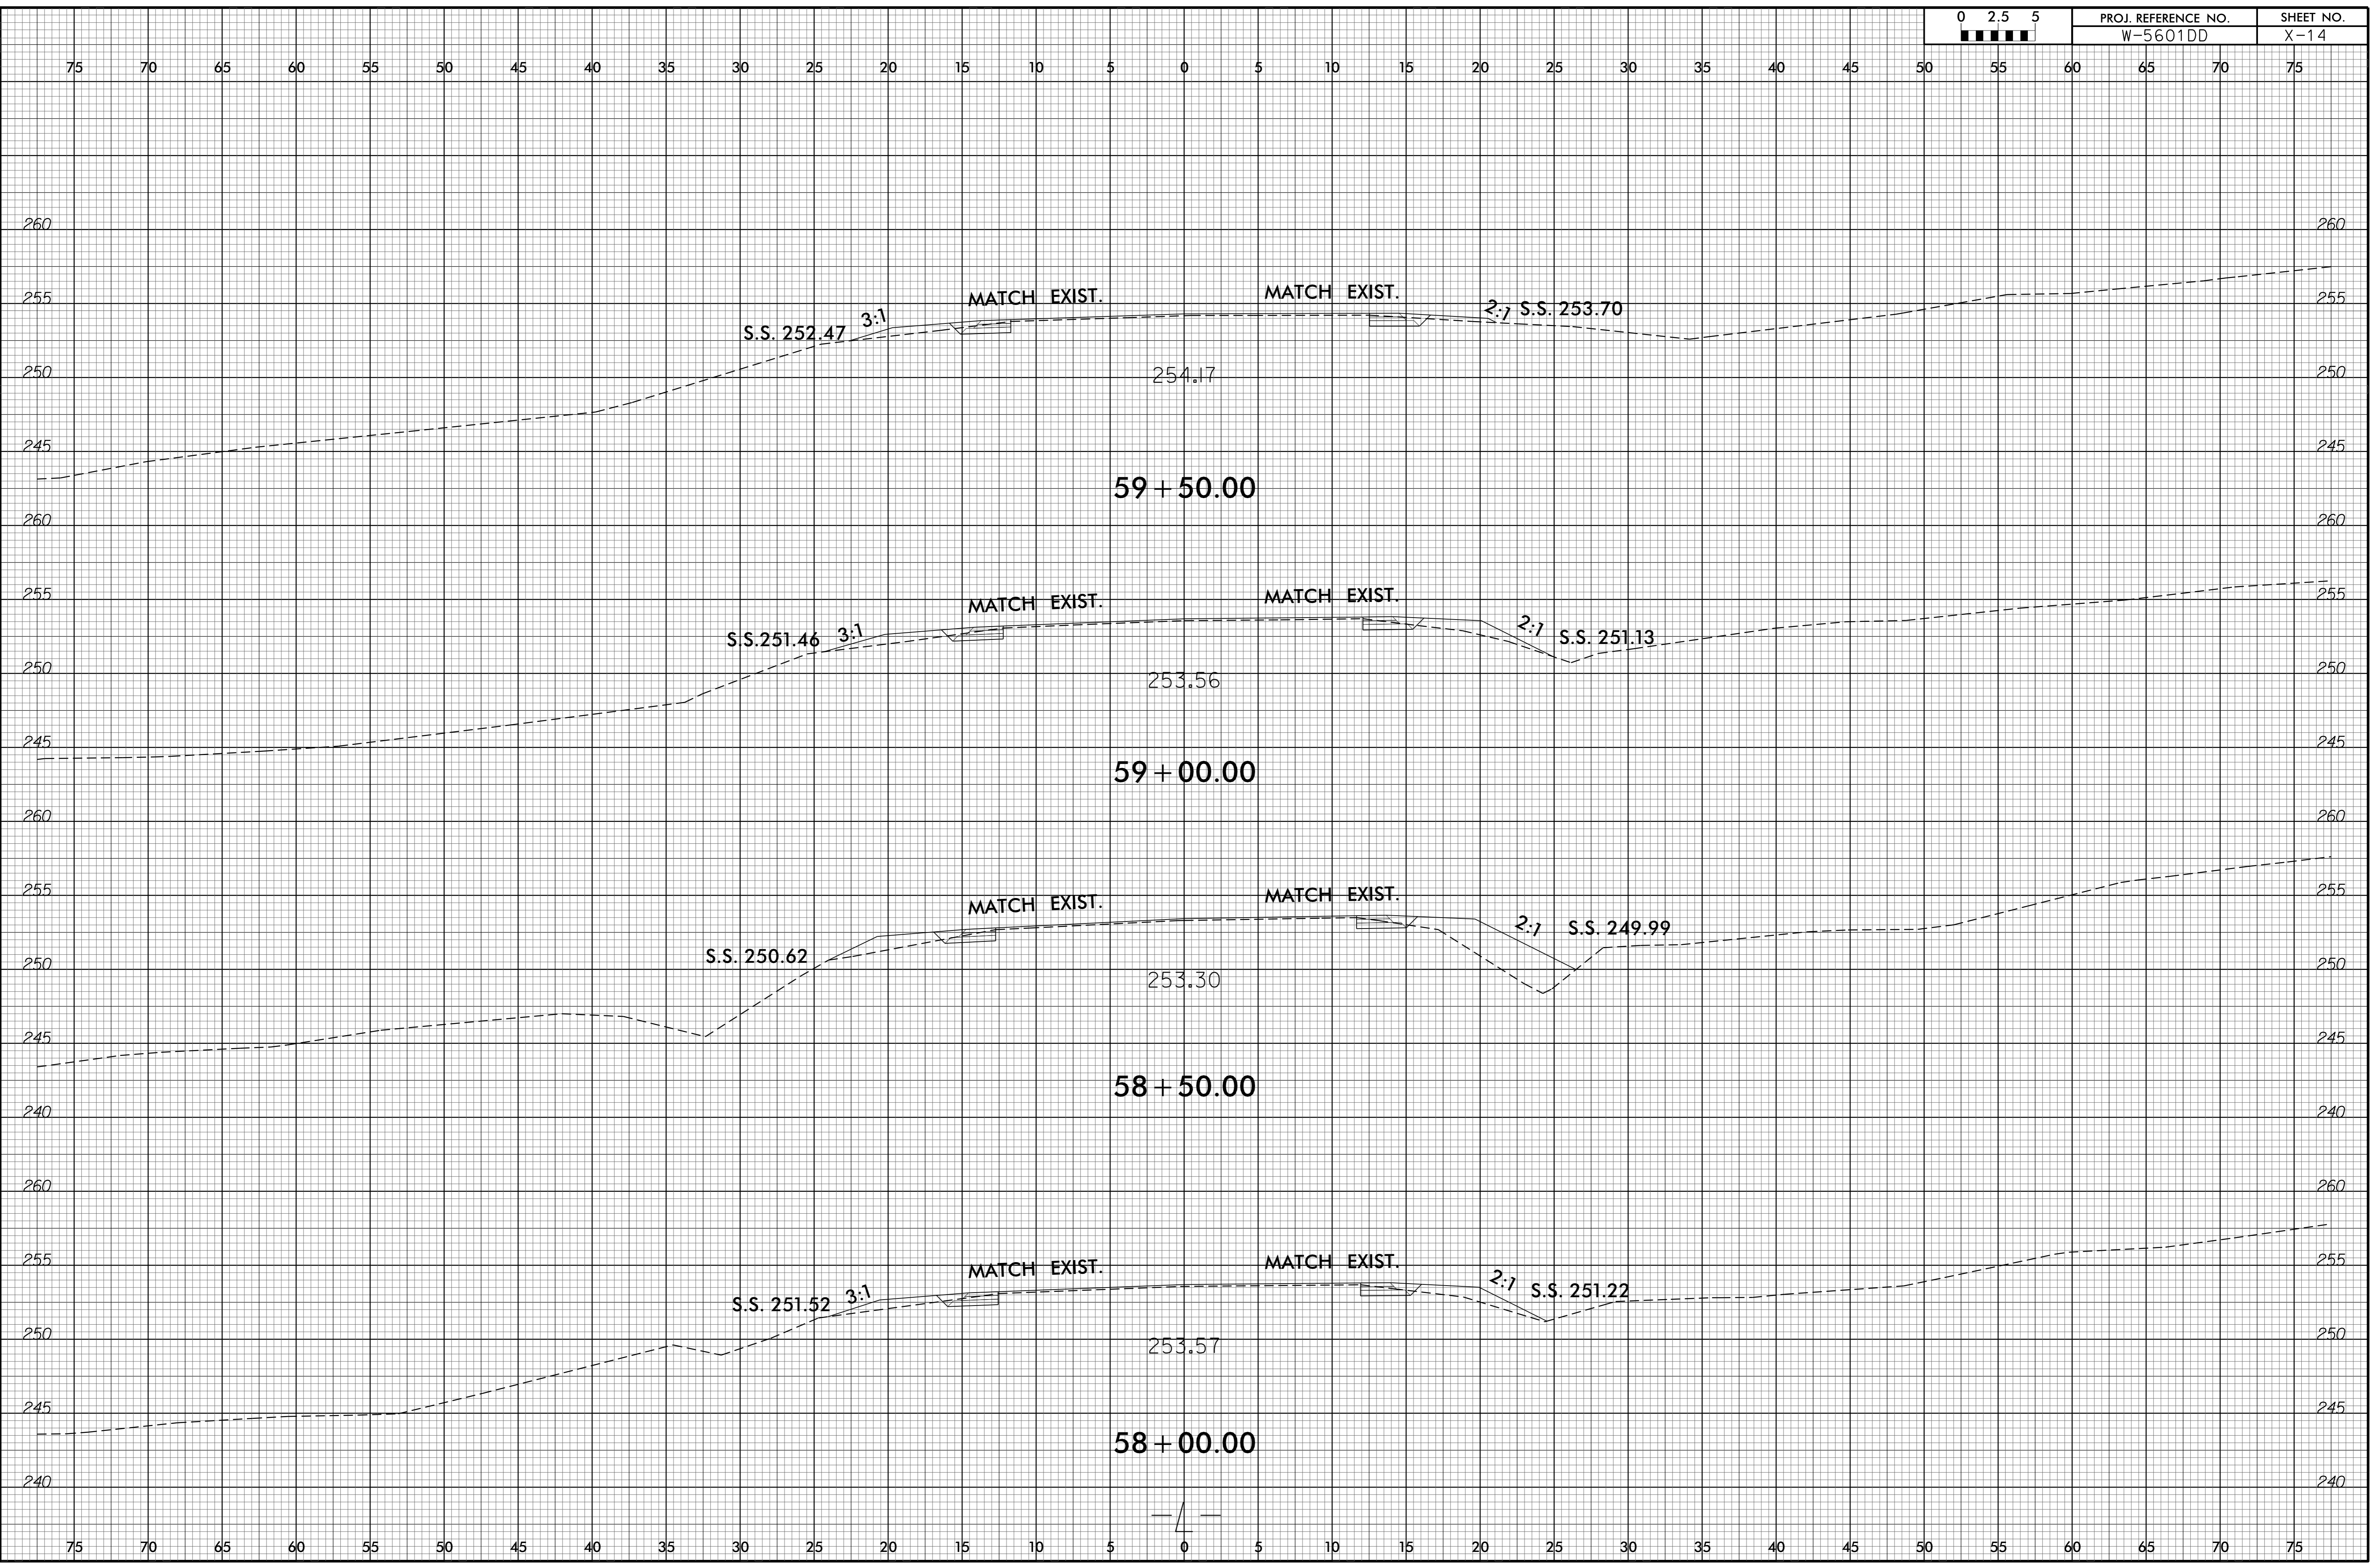 0 2.5 5 PROJ. REFERENCE NO. SHEET NO.
W-5601DD X-14
75 70 65 60 55 50 45 40 35 30 25 20 15 10 5 0 5 10 15 20 25 30 35 40 45 50 55 60 65 70 75
260 260
MATCH EXIST. MATCH EXIST.
255 255
3:1 2:1 S.S. 253.70
S.S. 252.47
250 254.17 250
245 245
59+50.00
260 260
MATCH EXIST. MATCH EXIST.
255 255
S.S.251.46 3:1 2:1 S.S. 251.13
250 253.56 250
245 245
59+00.00
260 260
255 255
MATCH EXIST. MATCH EXIST.
2:1 S.S. 249.99
S.S. 250.62
250 253.30 250
245 245
58+50.00
240 240
260 260
255 255
MATCH EXIST. MATCH EXIST.
S.S. 251.52 3:1 2:1 S.S. 251.22
250 253.57 250
245 245
58+00.00
240 240
-L-
75 70 65 60 55 50 45 40 35 30 25 20 15 10 5 0 5 10 15 20 25 30 35 40 45 50 55 60 65 70 75